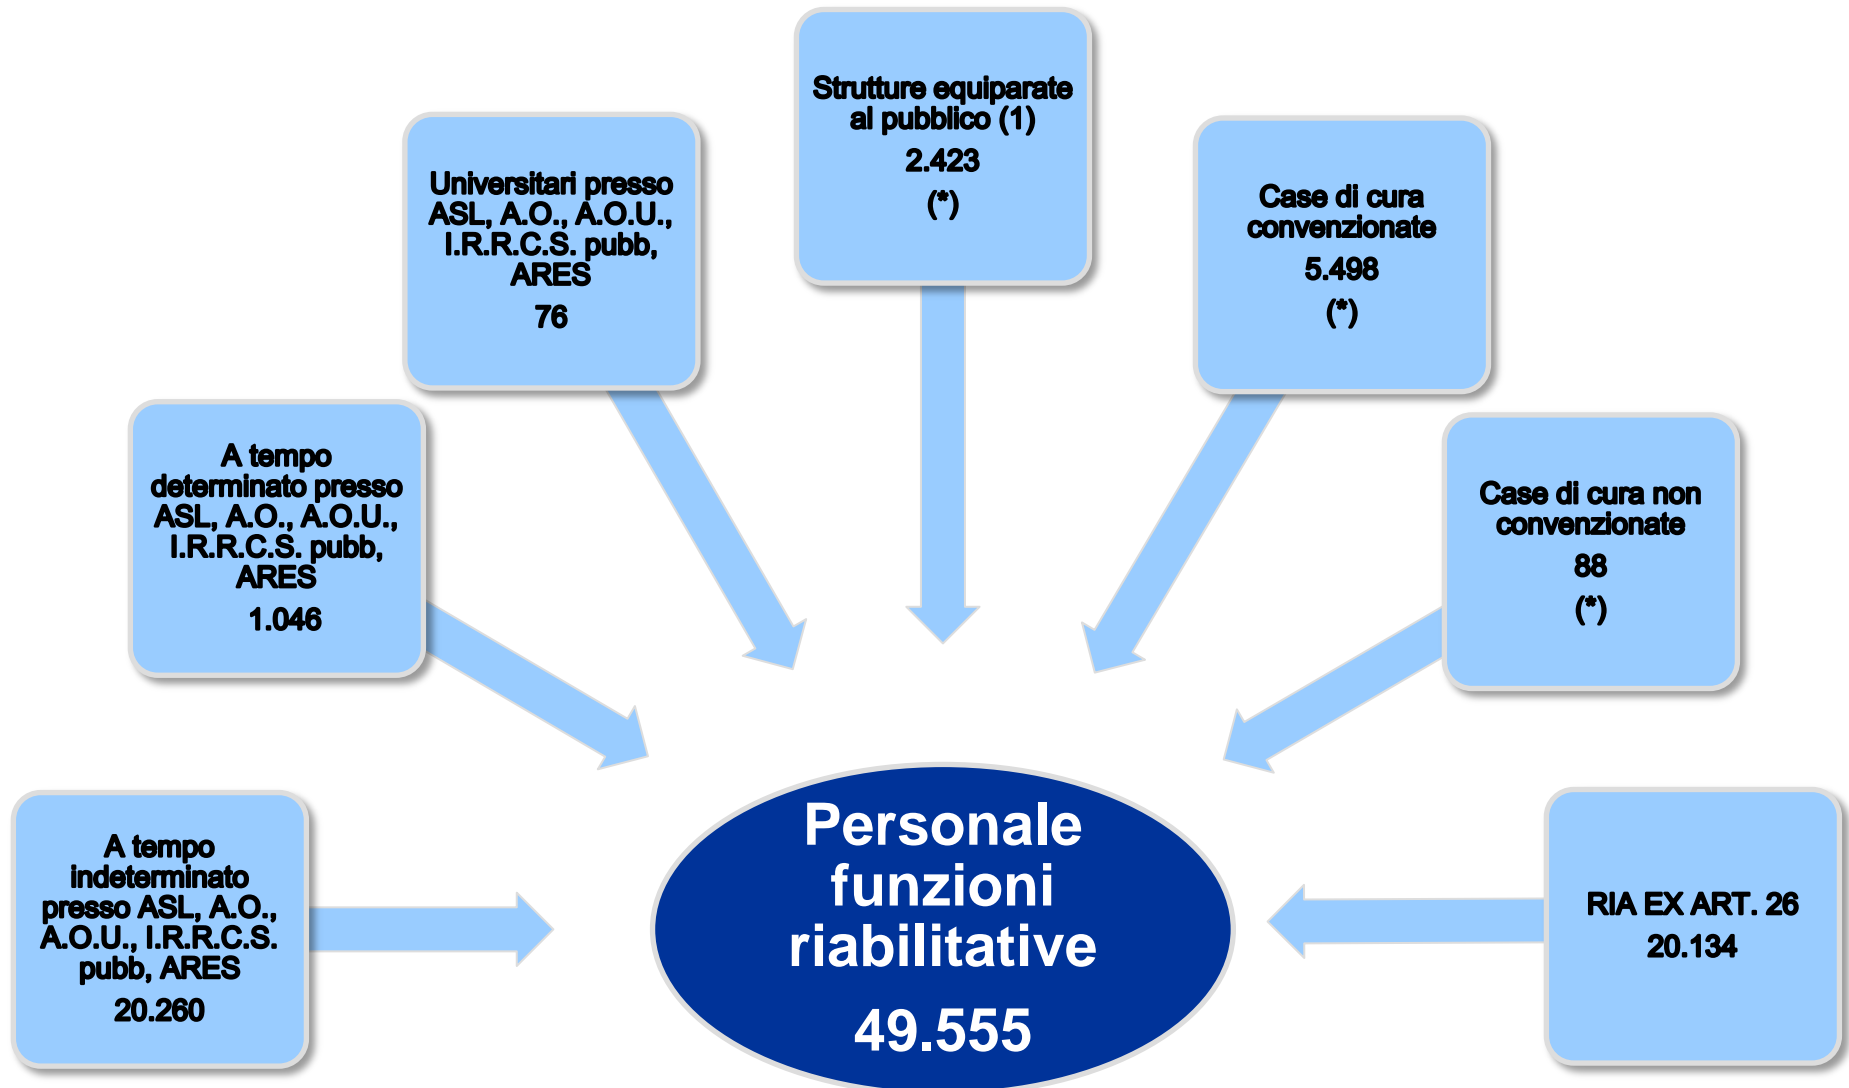 Strutture equiparate
al pubblico (1)
2.423
(*)
Universitari presso
ASL, A.O., A.O.U.,
I.R.R.C.S. pubb,
ARES
76
Case di cura
convenzionate
5.498
(*)
A tempo
determinato presso
ASL, A.O., A.O.U.,
I.R.R.C.S. pubb,
ARES
1.046
Case di cura non
convenzionate
88
(*)
A tempo
indeterminato
presso ASL, A.O.,
A.O.U., I.R.R.C.S.
pubb, ARES
20.260
Personale
funzioni
riabilitative
49.555
RIA EX ART. 26
20.134